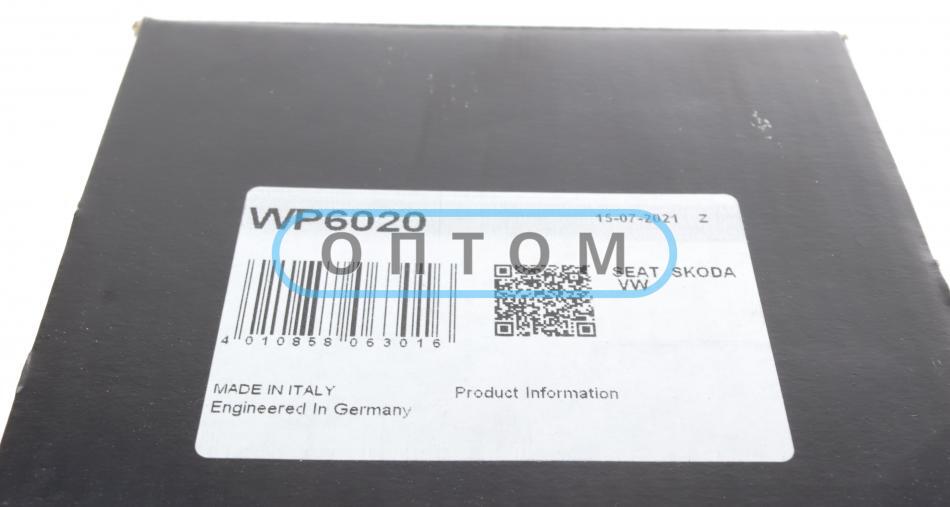 WP6020
15-07-2021 Z
ОПТОМ
SEAT SKODA
VW
4 010858 063016
MADE IN ITALY
Engineered In Germany
Product Information